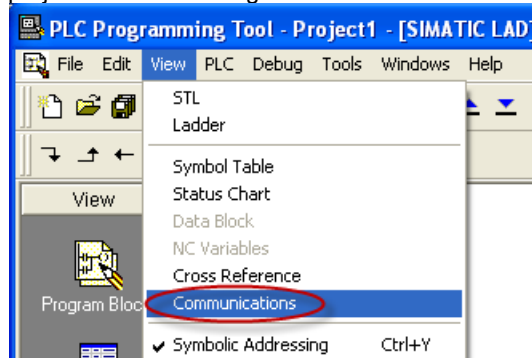 PLC Programming Tool - Project1 - [SIMATIC LAD]
File Edit View PLC Debug Tools Windows Help
STL
Ladder
View
Symbol Table
Status Chart
Data Block
NC Variables
Cross Reference
Program Bloc
Communications
Symbolic Addressing Ctrl+Y